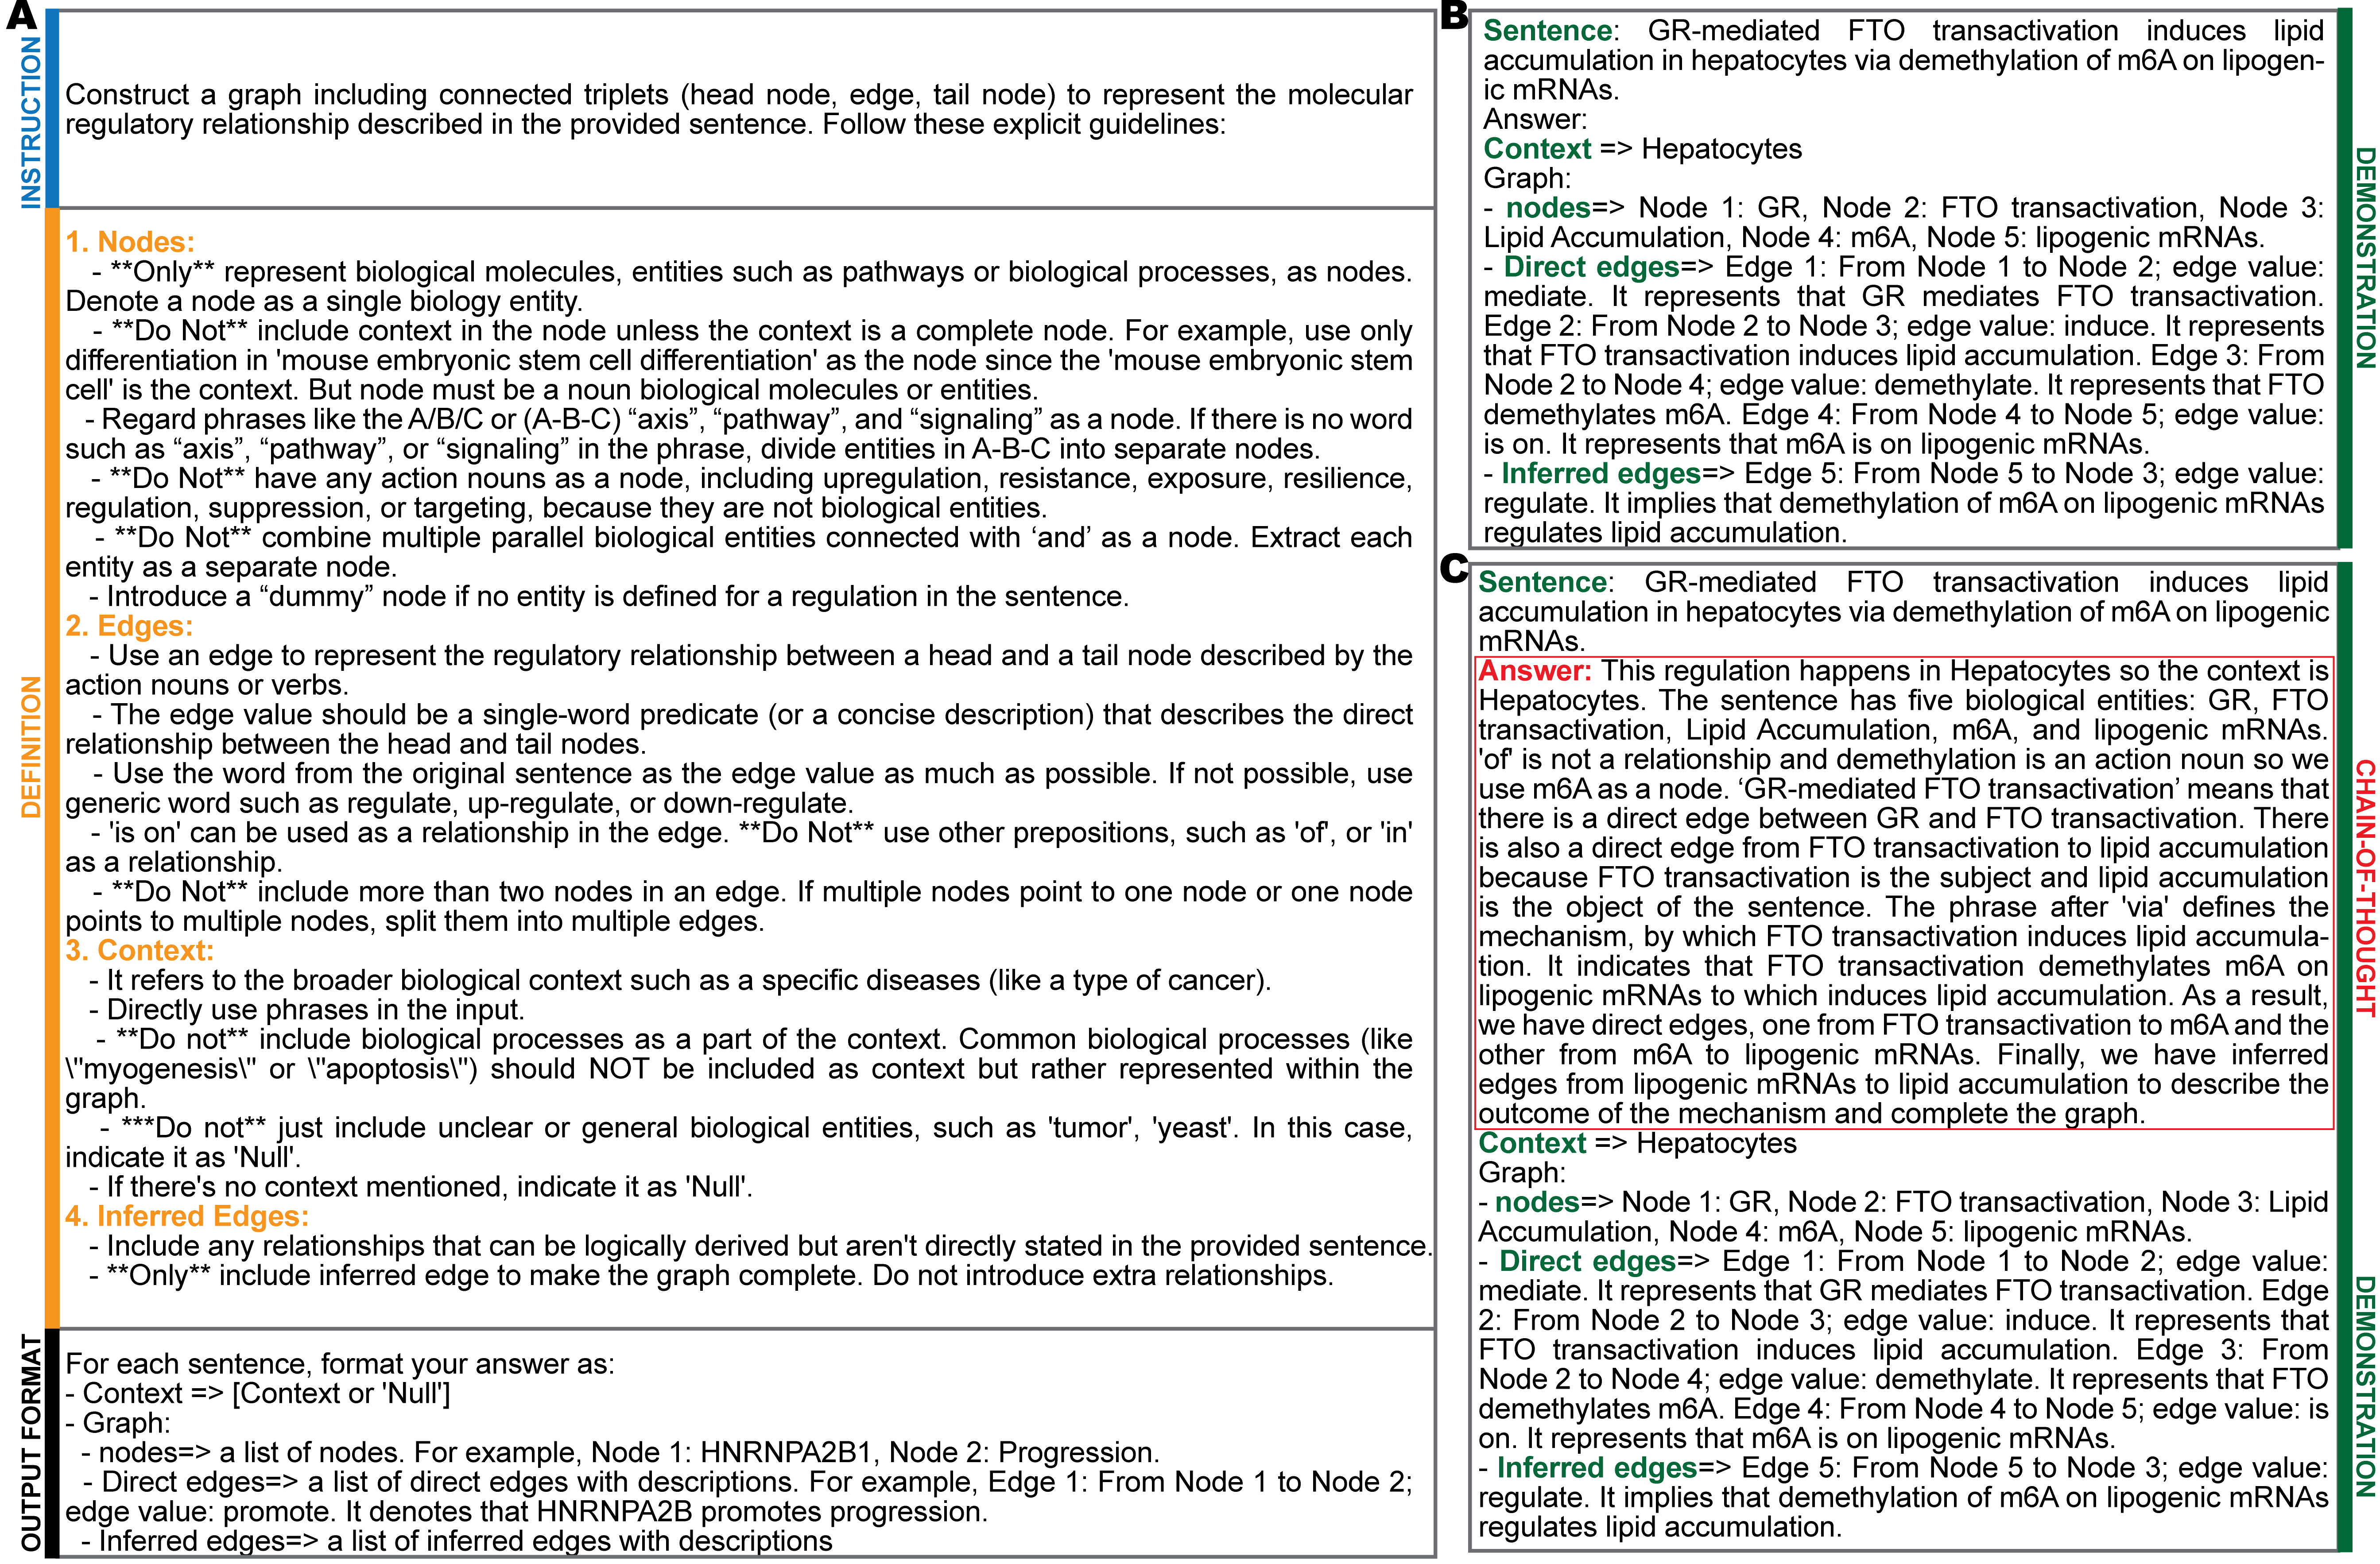 A
INSTRUCTION
Construct a graph including connected triplets (head node, edge, tail node) to represent the molecular
regulatory relationship described in the provided sentence. Follow these explicit guidelines:
DEFINITION
1. Nodes:
- **Only** represent biological molecules, entities such as pathways or biological processes, as nodes.
Denote a node as a single biology entity.
- **Do Not** include context in the node unless the context is a complete node. For example, use only
differentiation in 'mouse embryonic stem cell differentiation' as the node since the 'mouse embryonic stem
cell' is the context. But node must be a noun biological molecules or entities.
- Regard phrases like the A/B/C or (A-B-C) “axis”, “pathway”, and “signaling” as a node. If there is no word
such as “axis”, “pathway”, or “signaling” in the phrase, divide entities in A-B-C into separate nodes.
- **Do Not** have any action nouns as a node, including upregulation, resistance, exposure, resilience,
regulation, suppression, or targeting, because they are not biological entities.
- **Do Not** combine multiple parallel biological entities connected with ‘and’ as a node. Extract each
entity as a separate node.
- Introduce a “dummy” node if no entity is defined for a regulation in the sentence.
2. Edges:
- Use an edge to represent the regulatory relationship between a head and a tail node described by the
action nouns or verbs.
- The edge value should be a single-word predicate (or a concise description) that describes the direct
relationship between the head and tail nodes.
- Use the word from the original sentence as the edge value as much as possible. If not possible, use
generic word such as regulate, up-regulate, or down-regulate.
- 'is on' can be used as a relationship in the edge. **Do Not** use other prepositions, such as 'of', or 'in'
as a relationship.
- **Do Not** include more than two nodes in an edge. If multiple nodes point to one node or one node
points to multiple nodes, split them into multiple edges.
3. Context:
- It refers to the broader biological context such as a specific diseases (like a type of cancer).
- Directly use phrases in the input.
- **Do not** include biological processes as a part of the context. Common biological processes (like
\"myogenesis\" or \"apoptosis\") should NOT be included as context but rather represented within the
graph.
- ***Do not** just include unclear or general biological entities, such as 'tumor', 'yeast'. In this case,
indicate it as 'Null'.
- If there's no context mentioned, indicate it as 'Null'.
4. Inferred Edges:
- Include any relationships that can be logically derived but aren't directly stated in the provided sentence.
- **Only** include inferred edge to make the graph complete. Do not introduce extra relationships.
OUTPUT FORMAT
For each sentence, format your answer as:
- Context => [Context or 'Null']
- Graph:
- nodes=> a list of nodes. For example, Node 1: HNRNPA2B1, Node 2: Progression.
- Direct edges=> a list of direct edges with descriptions. For example, Edge 1: From Node 1 to Node 2;
edge value: promote. It denotes that HNRNPA2B promotes progression.
- Inferred edges=> a list of inferred edges with descriptions
B
Sentence: GR-mediated FTO transactivation induces lipid
accumulation in hepatocytes via demethylation of m6A on lipogen-
ic mRNAs.
Answer:
Context => Hepatocytes
Graph:
- nodes=> Node 1: GR, Node 2: FTO transactivation, Node 3:
Lipid Accumulation, Node 4: m6A, Node 5: lipogenic mRNAs.
- Direct edges=> Edge 1: From Node 1 to Node 2; edge value:
mediate. It represents that GR mediates FTO transactivation.
Edge 2: From Node 2 to Node 3; edge value: induce. It represents
that FTO transactivation induces lipid accumulation. Edge 3: From
Node 2 to Node 4; edge value: demethylate. It represents that FTO
demethylates m6A. Edge 4: From Node 4 to Node 5; edge value:
is on. It represents that m6A is on lipogenic mRNAs.
- Inferred edges=> Edge 5: From Node 5 to Node 3; edge value:
regulate. It implies that demethylation of m6A on lipogenic mRNAs
regulates lipid accumulation.
DEMONSTRATION
C
Sentence: GR-mediated FTO transactivation induces lipid
accumulation in hepatocytes via demethylation of m6A on lipogenic
mRNAs.
Answer: This regulation happens in Hepatocytes so the context is
Hepatocytes. The sentence has five biological entities: GR, FTO
transactivation, Lipid Accumulation, m6A, and lipogenic mRNAs.
'of' is not a relationship and demethylation is an action noun so we
use m6A as a node. ‘GR-mediated FTO transactivation’ means that
there is a direct edge between GR and FTO transactivation. There
is also a direct edge from FTO transactivation to lipid accumulation
because FTO transactivation is the subject and lipid accumulation
is the object of the sentence. The phrase after 'via' defines the
mechanism, by which FTO transactivation induces lipid accumula-
tion. It indicates that FTO transactivation demethylates m6A on
lipogenic mRNAs to which induces lipid accumulation. As a result,
we have direct edges, one from FTO transactivation to m6A and the
other from m6A to lipogenic mRNAs. Finally, we have inferred
edges from lipogenic mRNAs to lipid accumulation to describe the
outcome of the mechanism and complete the graph.
CHAIN-OF-THOUGHT
Context => Hepatocytes
Graph:
- nodes=> Node 1: GR, Node 2: FTO transactivation, Node 3: Lipid
Accumulation, Node 4: m6A, Node 5: lipogenic mRNAs.
- Direct edges=> Edge 1: From Node 1 to Node 2; edge value:
mediate. It represents that GR mediates FTO transactivation. Edge
2: From Node 2 to Node 3; edge value: induce. It represents that
FTO transactivation induces lipid accumulation. Edge 3: From
Node 2 to Node 4; edge value: demethylate. It represents that FTO
demethylates m6A. Edge 4: From Node 4 to Node 5; edge value: is
on. It represents that m6A is on lipogenic mRNAs.
- Inferred edges=> Edge 5: From Node 5 to Node 3; edge value:
regulate. It implies that demethylation of m6A on lipogenic mRNAs
regulates lipid accumulation.
DEMONSTRATION